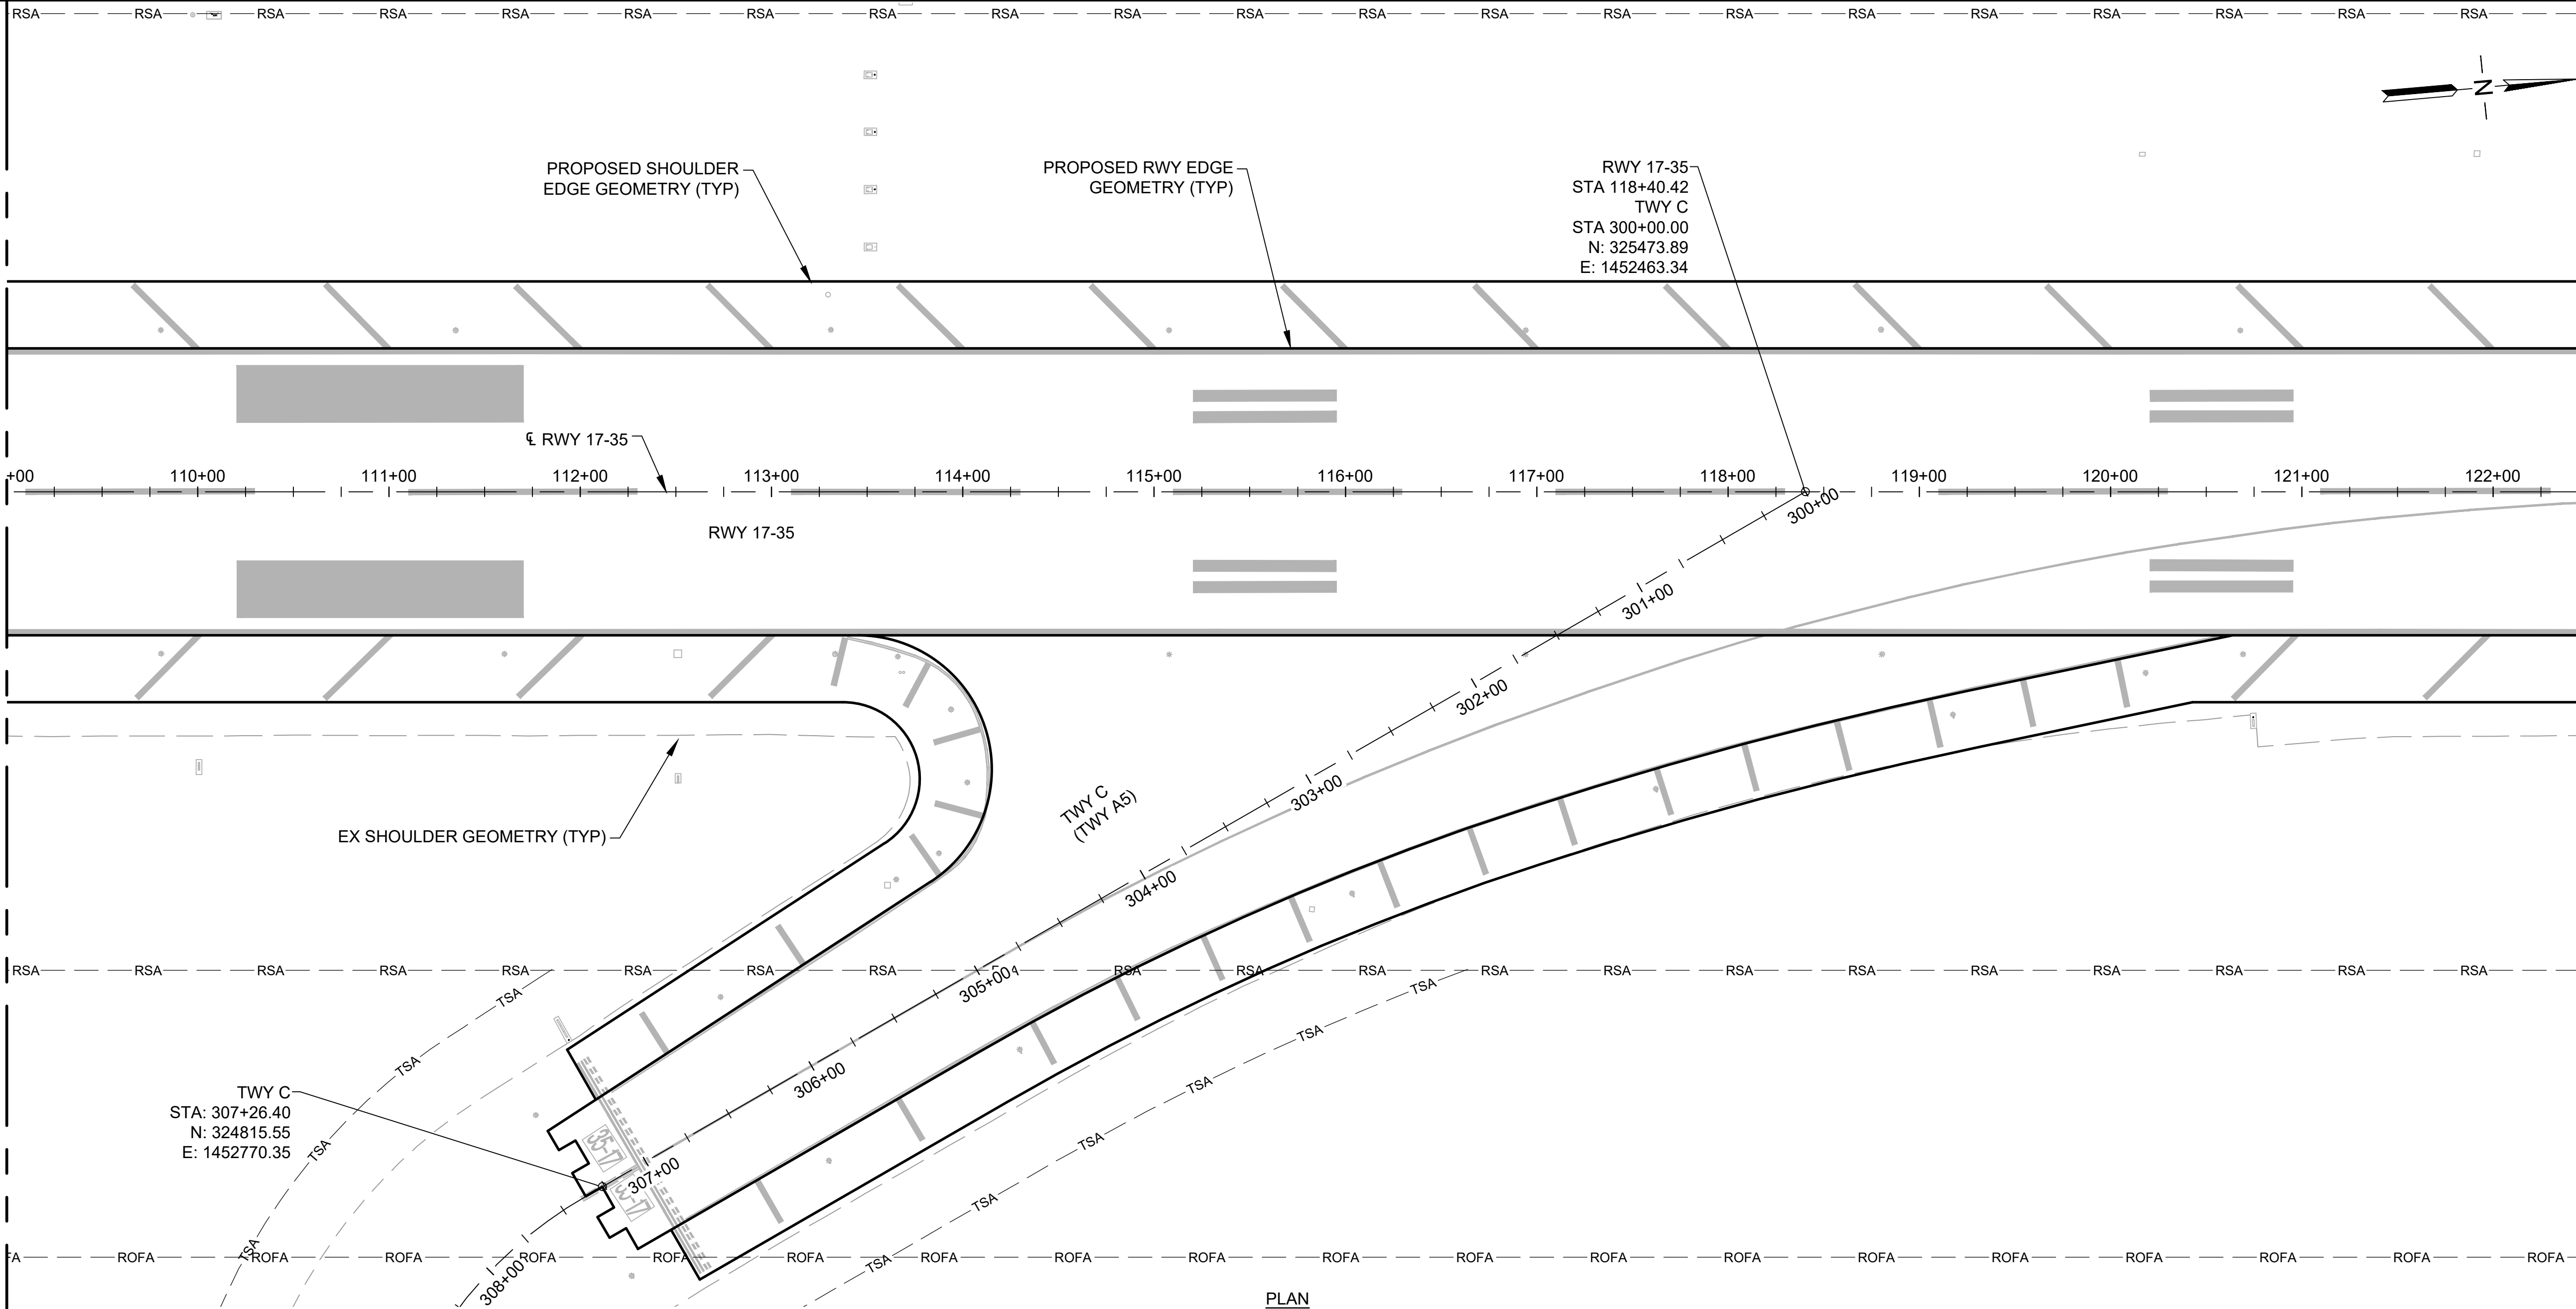 RSA RSA RSA RSA RSA RSA RSA RSA RSA RSA RSA RSA RSA RSA RSA RSA RSA RSA RSA RSA RSA
N
PROPOSED SHOULDER
EDGE GEOMETRY (TYP)
PROPOSED RWY EDGE
GEOMETRY (TYP)
RWY 17-35
STA 118+40.42
TWY C
STA 300+00.00
N: 325473.89
E: 1452463.34
℄ RWY 17-35
+00 110+00 111+00 112+00 113+00 114+00 115+00 116+00 117+00 118+00 119+00 120+00 121+00 122+00
RWY 17-35
300+00
301+00
302+00
303+00
304+00
305+00
306+00
307+00
308+00
TWY C
(TWY A5)
EX SHOULDER GEOMETRY (TYP)
RSA RSA RSA RSA RSA RSA RSA RSA RSA RSA RSA RSA RSA RSA RSA RSA RSA RSA RSA RSA
TSA
TSA
TSA
TSA
TSA
TSA
TSA
TSA
TSA
TSA
TWY C
STA: 307+26.40
N: 324815.55
E: 1452770.35
35-17
FA ROFA ROFA ROFA ROFA ROFA ROFA ROFA ROFA ROFA ROFA ROFA ROFA ROFA ROFA ROFA ROFA ROFA ROFA ROFA
PLAN